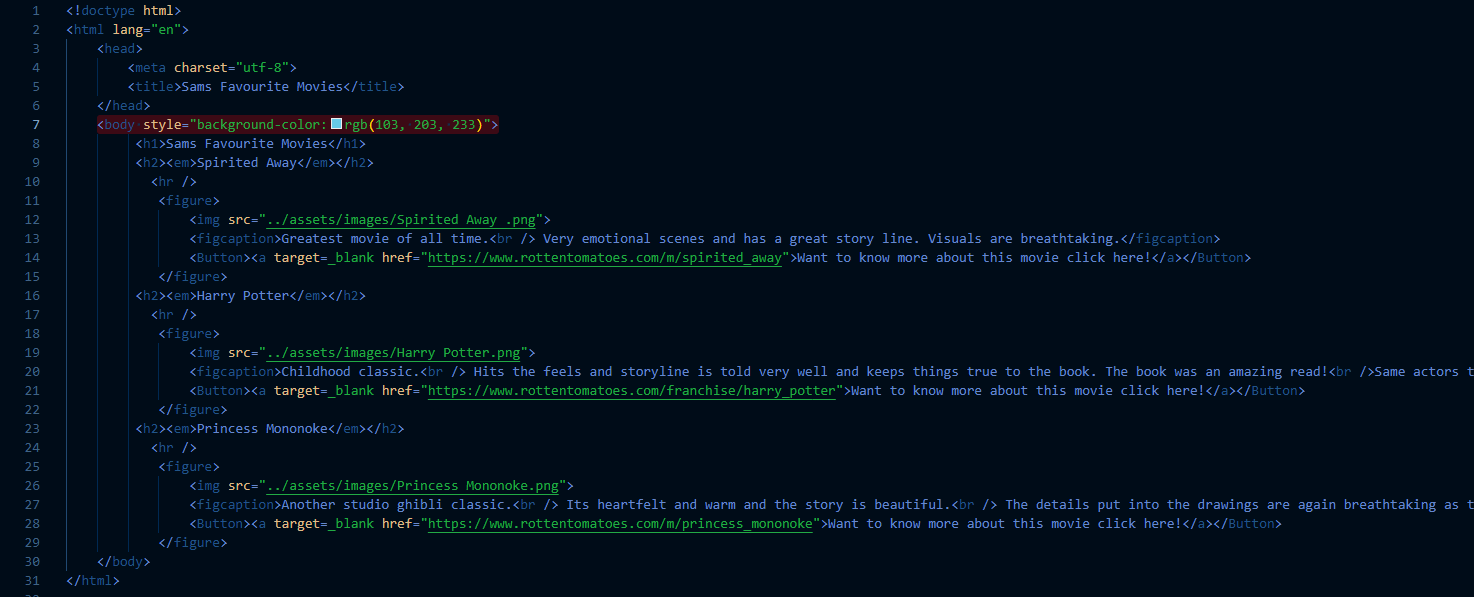 1 <!doctype html>
2 <html lang="en">
3 <head>
4 <meta charset="utf-8">
5 <title>Sams Favourite Movies</title>
6 </head>
7 <body style="background-color: rgb(103, 203, 233)">
8 <h1>Sams Favourite Movies</h1>
9 <h2><em>Spirited Away</em></h2>
10 <hr />
11 <figure>
12 <img src="../assets/images/Spirited Away .png">
13 <figcaption>Greatest movie of all time.<br /> Very emotional scenes and has a great story line. Visuals are breathtaking.</figcaption>
14 <Button><a target=_blank href="https://www.rottentomatoes.com/m/spirited_away">Want to know more about this movie click here!</a></Button>
15 </figure>
16 <h2><em>Harry Potter</em></h2>
17 <hr />
18 <figure>
19 <img src="../assets/images/Harry Potter.png">
20 <figcaption>Childhood classic.<br /> Hits the feels and storyline is told very well and keeps things true to the book. The book was an amazing read!<br />Same actors t
21 <Button><a target=_blank href="https://www.rottentomatoes.com/franchise/harry_potter">Want to know more about this movie click here!</a></Button>
22 </figure>
23 <h2><em>Princess Mononoke</em></h2>
24 <hr />
25 <figure>
26 <img src="../assets/images/Princess Mononoke.png">
27 <figcaption>Another studio ghibli classic.<br /> Its heartfelt and warm and the story is beautiful.<br /> The details put into the drawings are again breathtaking as t
28 <Button><a target=_blank href="https://www.rottentomatoes.com/m/princess_mononoke">Want to know more about this movie click here!</a></Button>
29 </figure>
30 </body>
31 </html>